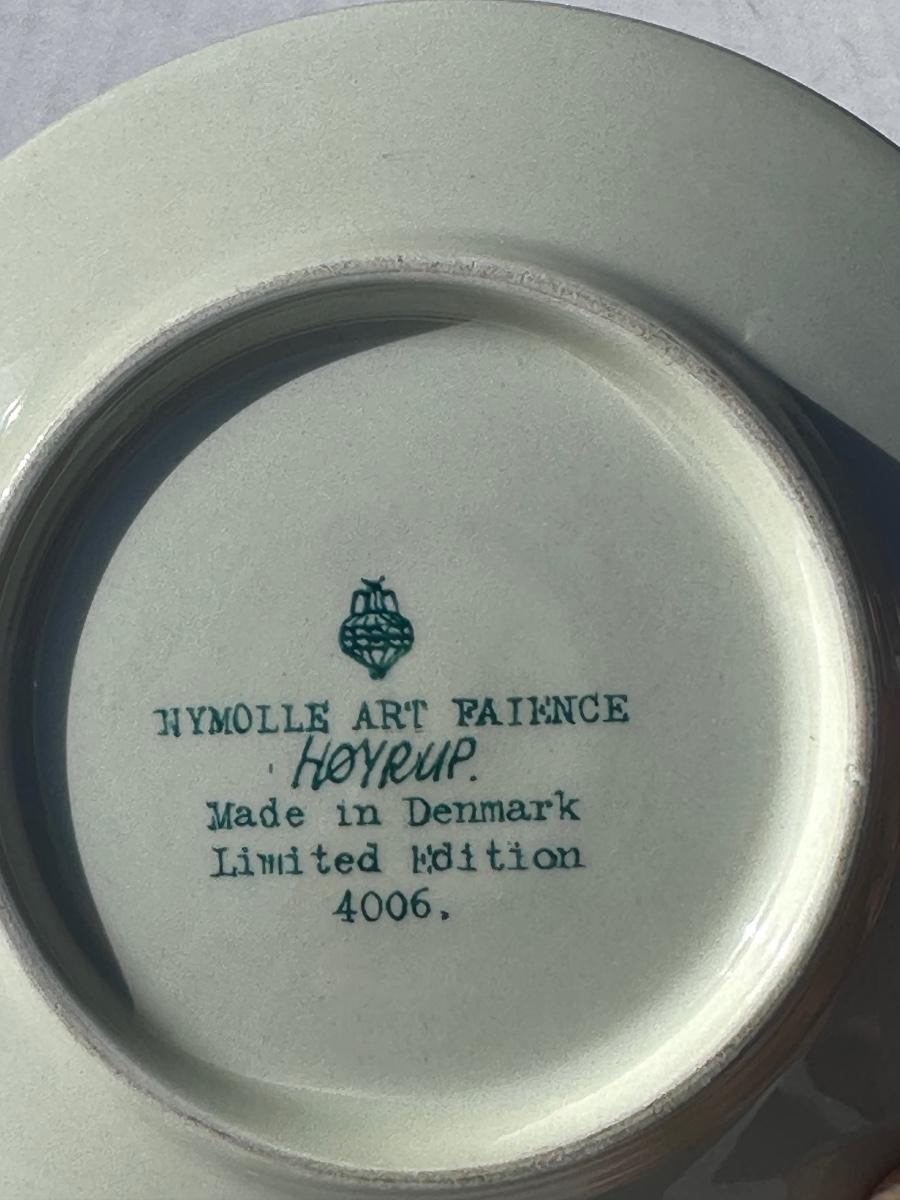 NYMOLLE ART FAIENCE
HØYRUP.
Made in Denmark
Limited Edition
4006.